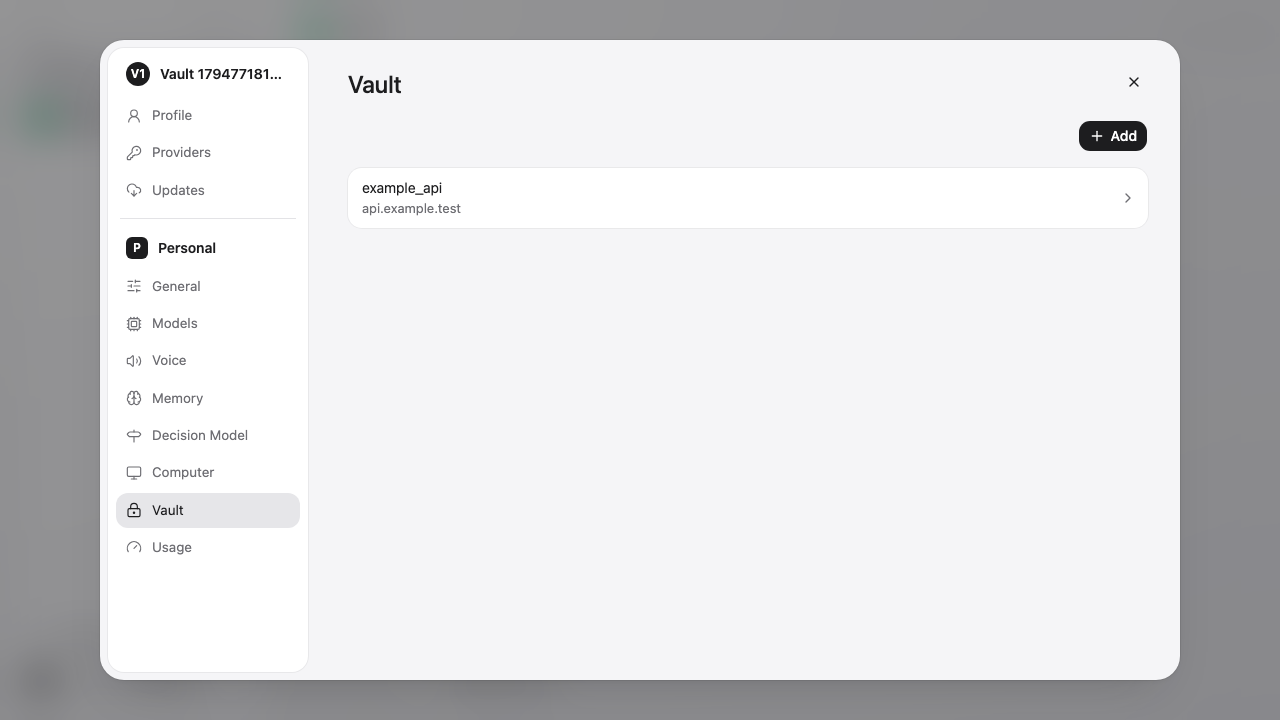 V1 Vault 179477181...
Profile
Providers
Updates
P Personal
General
Models
Voice
Memory
Decision Model
Computer
Vault
Usage
Vault
Add
example_api
api.example.test